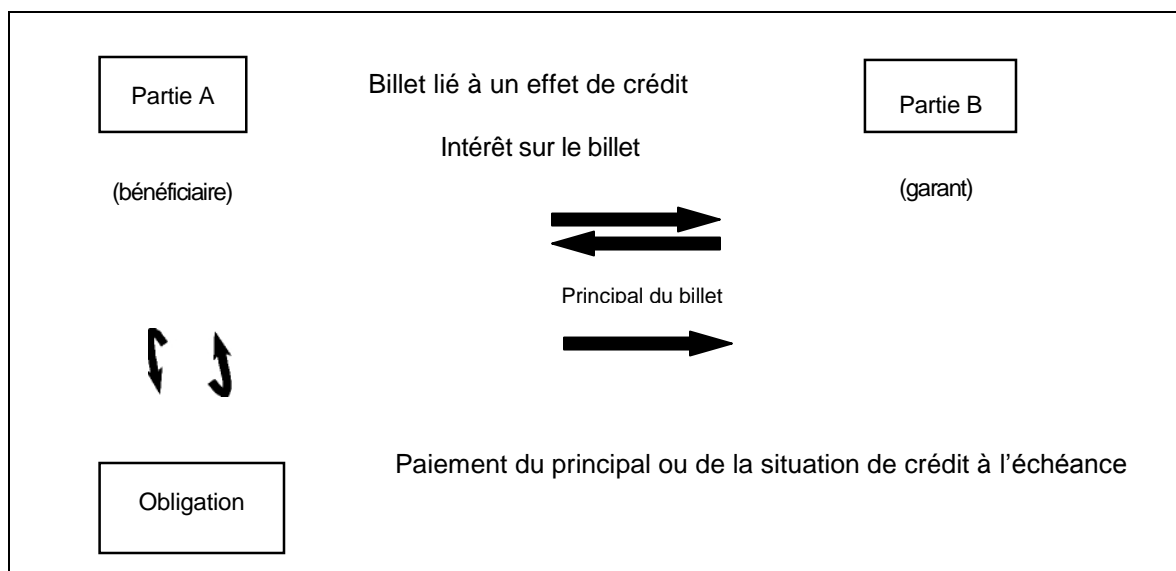 Partie A
Billet lié à un effet de crédit
Partie B
Intérêt sur le billet
(bénéficiaire)
(garant)
Principal du billet
Paiement du principal ou de la situation de crédit à l'échéance
Obligation